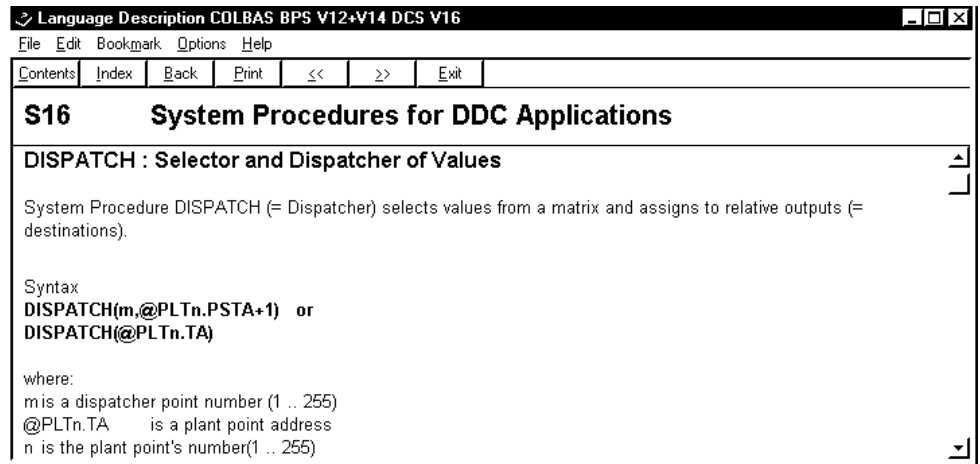 Language Description COLBAS BPS V12+V14 DCS V16
File Edit Bookmark Options Help
Contents Index Back Print << >> Exit
S16 System Procedures for DDC Applications
DISPATCH : Selector and Dispatcher of Values
System Procedure DISPATCH (= Dispatcher) selects values from a matrix and assigns to relative outputs (=
destinations).
Syntax
DISPATCH(m,@PLTn.PSTA+1) or
DISPATCH(@PLTn.TA)
where:
m is a dispatcher point number (1 .. 255)
@PLTn.TA is a plant point address
n is the plant point's number(1 .. 255)